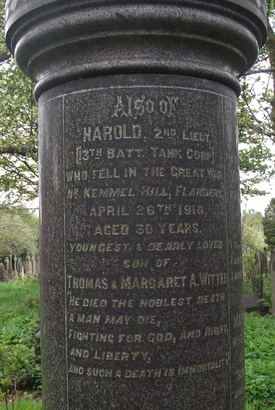 Also of
HAROLD, 2ND LIEUT.
[13TH BATT. TANK CORP]
WHO FELL IN THE GREAT WAR
NR KEMMEL HILL, FLANDERS,
APRIL 26TH 1918,
AGED 30 YEARS.
YOUNGEST & DEARLY LOVED
SON OF
THOMAS & MARGARET A. WITTED
HE DIED THE NOBLEST DEATH
A MAN MAY DIE,
FIGHTING FOR GOD, AND RIGHT,
AND LIBERTY,
AND SUCH A DEATH IS IMMORTALITY.